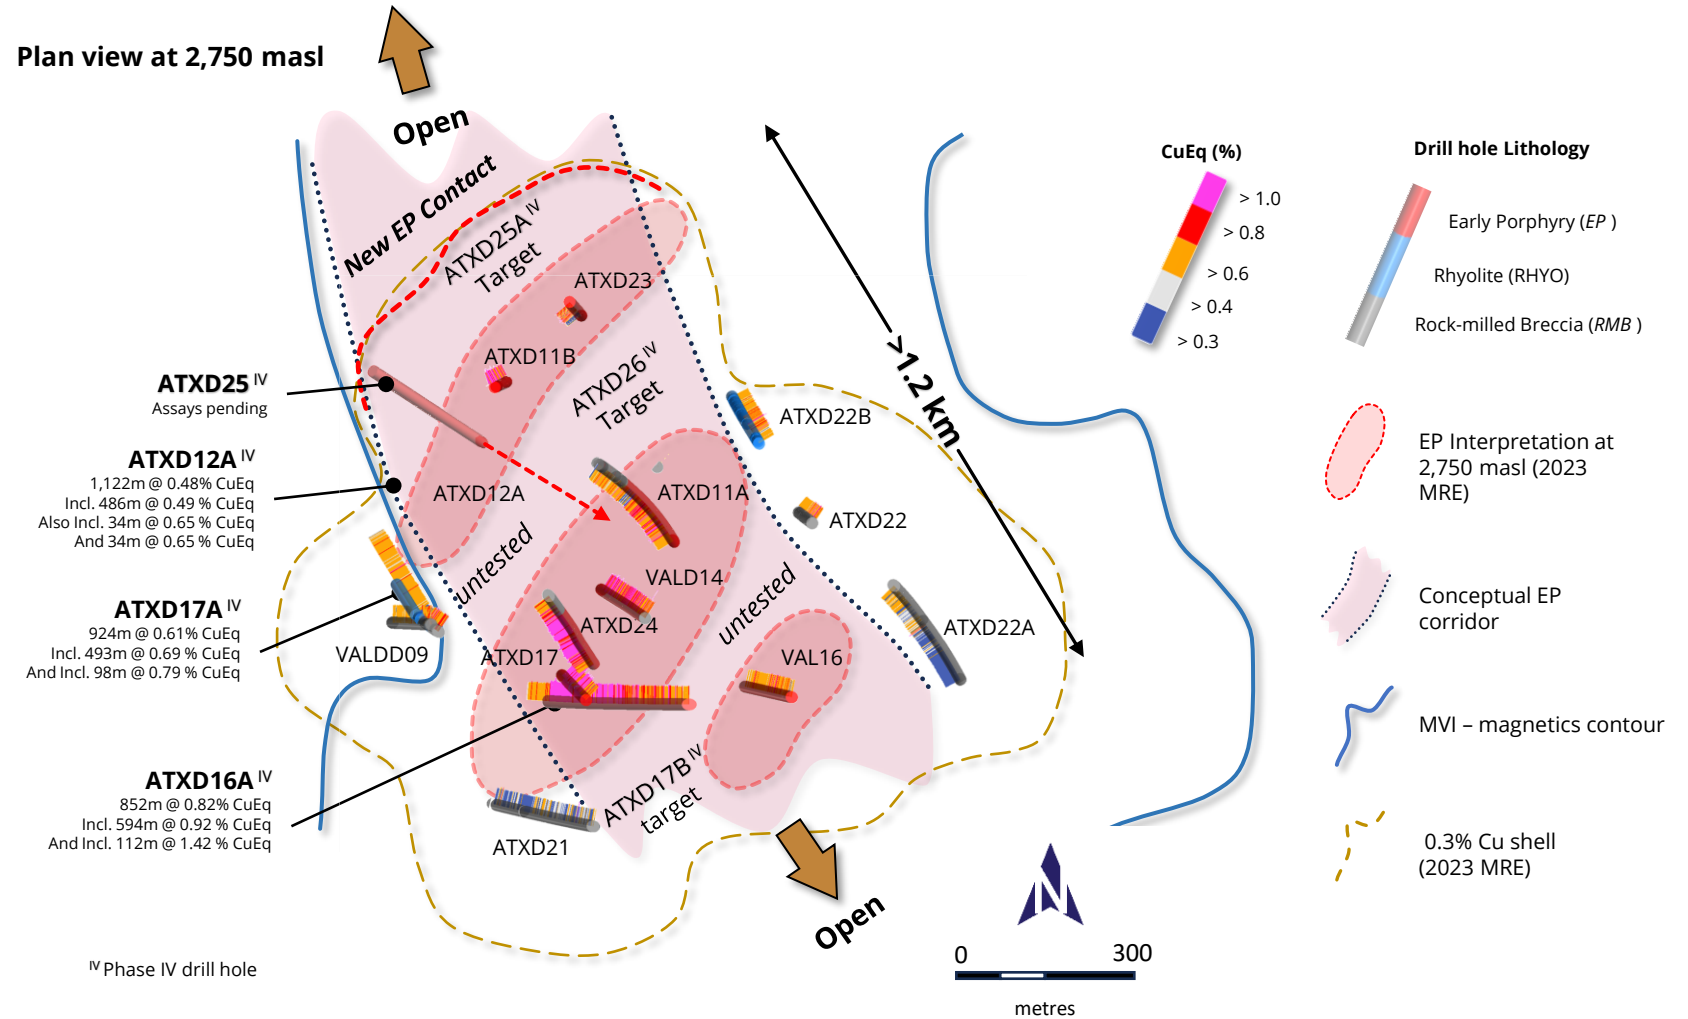 Plan view at 2,750 masl
Open
New EP Contact
ATXD25A IV
Target
ATXD23
ATXD11B
ATXD26 IV
Target
ATXD25 IV
Assays pending
ATXD12A IV
1,122m @ 0.48% CuEq
Incl. 486m @ 0.49 % CuEq
Also Incl. 34m @ 0.65 % CuEq
And 34m @ 0.65 % CuEq
ATXD17A IV
924m @ 0.61% CuEq
Incl. 493m @ 0.69 % CuEq
And Incl. 98m @ 0.79 % CuEq
ATXD16A IV
852m @ 0.82% CuEq
Incl. 594m @ 0.92 % CuEq
And Incl. 112m @ 1.42 % CuEq
ATXD12A
ATXD11A
ATXD22B
ATXD22
untested
VALD14
untested
ATXD24
ATXD17
VALDD09
VAL16
ATXD22A
ATXD17B IV
target
ATXD21
>1.2 km
Open
CuEq (%)
> 1.0
> 0.8
> 0.6
> 0.4
> 0.3
Drill hole Lithology
Early Porphyry (EP )
Rhyolite (RHYO)
Rock-milled Breccia (RMB )
EP Interpretation at
2,750 masl (2023
MRE)
Conceptual EP
corridor
MVI – magnetics contour
0.3% Cu shell
(2023 MRE)
N
0 300
metres
IV Phase IV drill hole